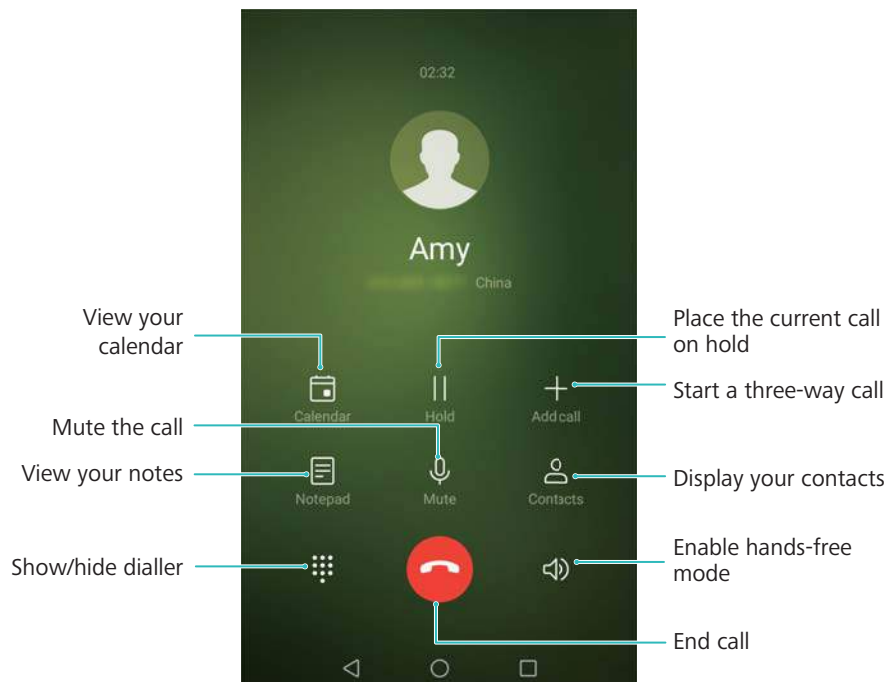 02:32
Amy
China
View your
calendar
Place the current call
on hold
Start a three-way call
Calendar
Hold
Add call
Mute the call
View your notes
Display your contacts
Notepad
Mute
Contacts
Show/hide dialler
Enable hands-free
mode
End call